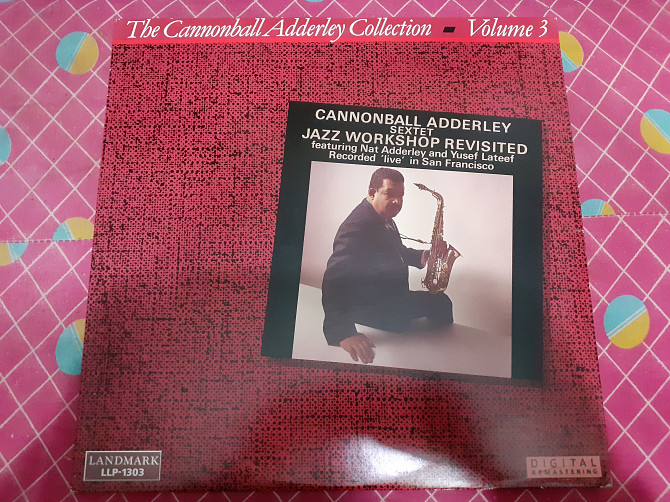 The Cannonball Adderley Collection - Volume 3
CANNONBALL ADDERLEY
SEXTET
JAZZ WORKSHOP REVISITED
featuring Nat Adderley and Yusef Lateef
Recorded 'live' in San Francisco
LANDMARK
LLP-1303
DIGITAL
REMASTERING